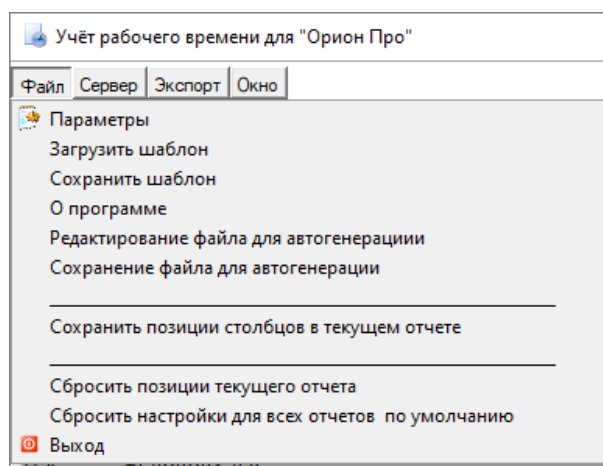 Учёт рабочего времени для "Орион Про"
Файл Сервер Экспорт Окно
Параметры
Загрузить шаблон
Сохранить шаблон
О программе
Редактирование файла для автогенерациии
Сохранение файла для автогенерации
Сохранить позиции столбцов в текущем отчете
Сбросить позиции текущего отчета
Сбросить настройки для всех отчетов по умолчанию
Выход